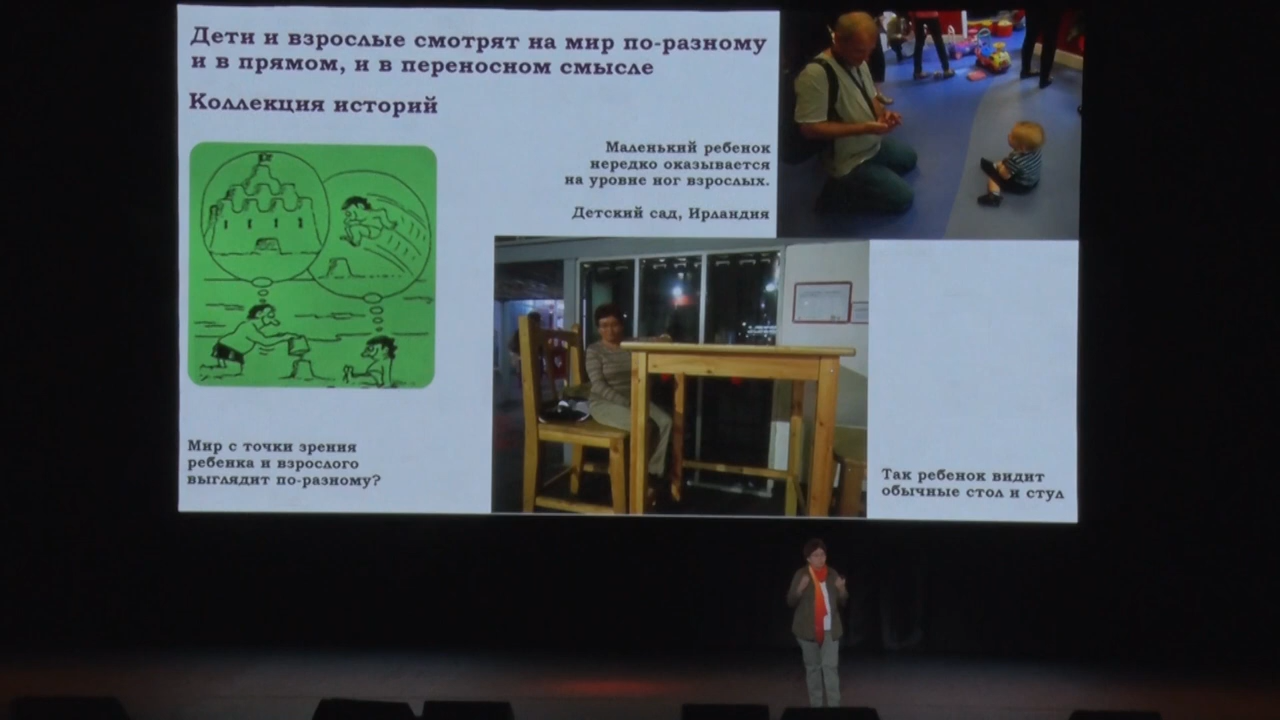 Дети и взрослые смотрят на мир по-разному
и в прямом, и в переносном смысле
Коллекция историй
Маленький ребенок
нередко оказывается
на уровне ног взрослых.
Детский сад, Ирландия
Мир с точки зрения
ребенка и взрослого
выглядит по-разному?
Так ребенок видит
обычные стол и стул